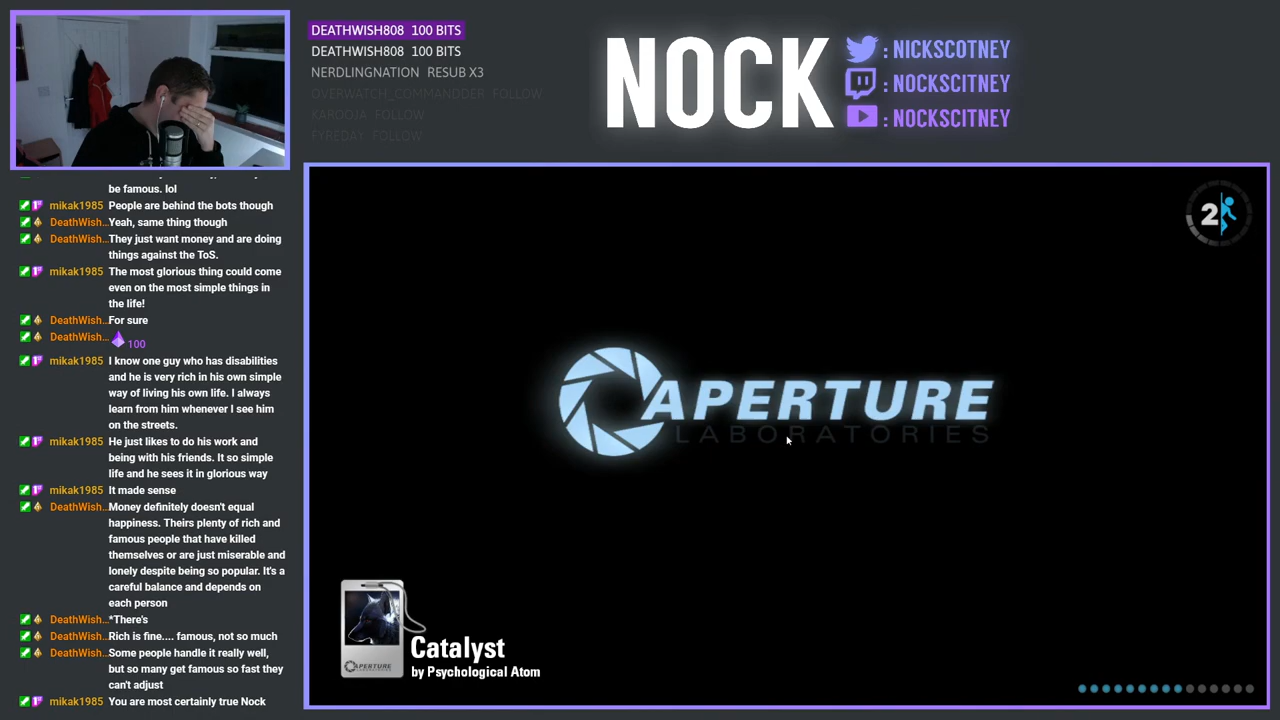 DEATHWISH808 100 BITS
DEATHWISH808 100 BITS
NERDLINGNATION RESUB X3
OVERWATCH_COMMANDDER FOLLOW
KAROOJA FOLLOW
FYREDAY FOLLOW
NOCK
: NICKSCOTNEY
: NOCKSCITNEY
: NOCKSCITNEY
be famous. lol
mikak1985 People are behind the bots though
DeathWish... Yeah, same thing though
DeathWish... They just want money and are doing
things against the ToS.
mikak1985 The most glorious thing could come
even on the most simple things in
the life!
DeathWish... For sure
DeathWish... 100
mikak1985 I know one guy who has disabilities
and he is very rich in his own simple
way of living his own life. I always
learn from him whenever I see him
on the streets.
mikak1985 He just likes to do his work and
being with his friends. It so simple
life and he sees it in glorious way
mikak1985 It made sense
DeathWish... Money definitely doesn't equal
happiness. Theirs plenty of rich and
famous people that have killed
themselves or are just miserable and
lonely despite being so popular. It's a
careful balance and depends on
each person
DeathWish... *There's
DeathWish... Rich is fine.... famous, not so much
DeathWish... Some people handle it really well,
but so many get famous so fast they
can't adjust
mikak1985 You are most certainly true Nock
2
APERTURE
LABORATORIES
APERTURE
Catalyst
by Psychological Atom